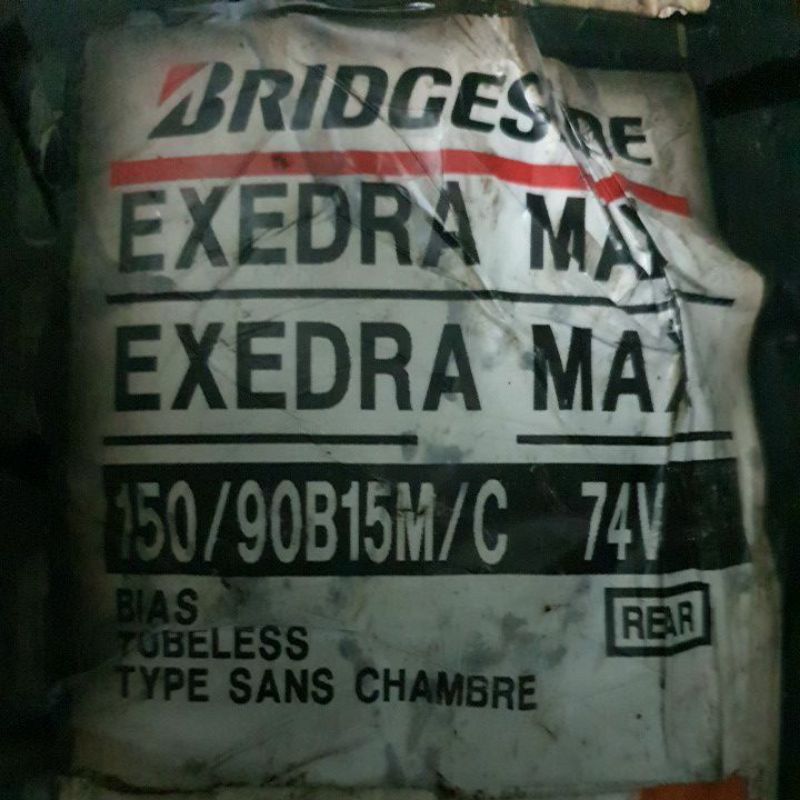 BRIDGESTONE
EXEDRA MAX
EXEDRA MAX
150/90B15M/C 74V
BIAS
TUBELESS
REAR
TYPE SANS CHAMBRE